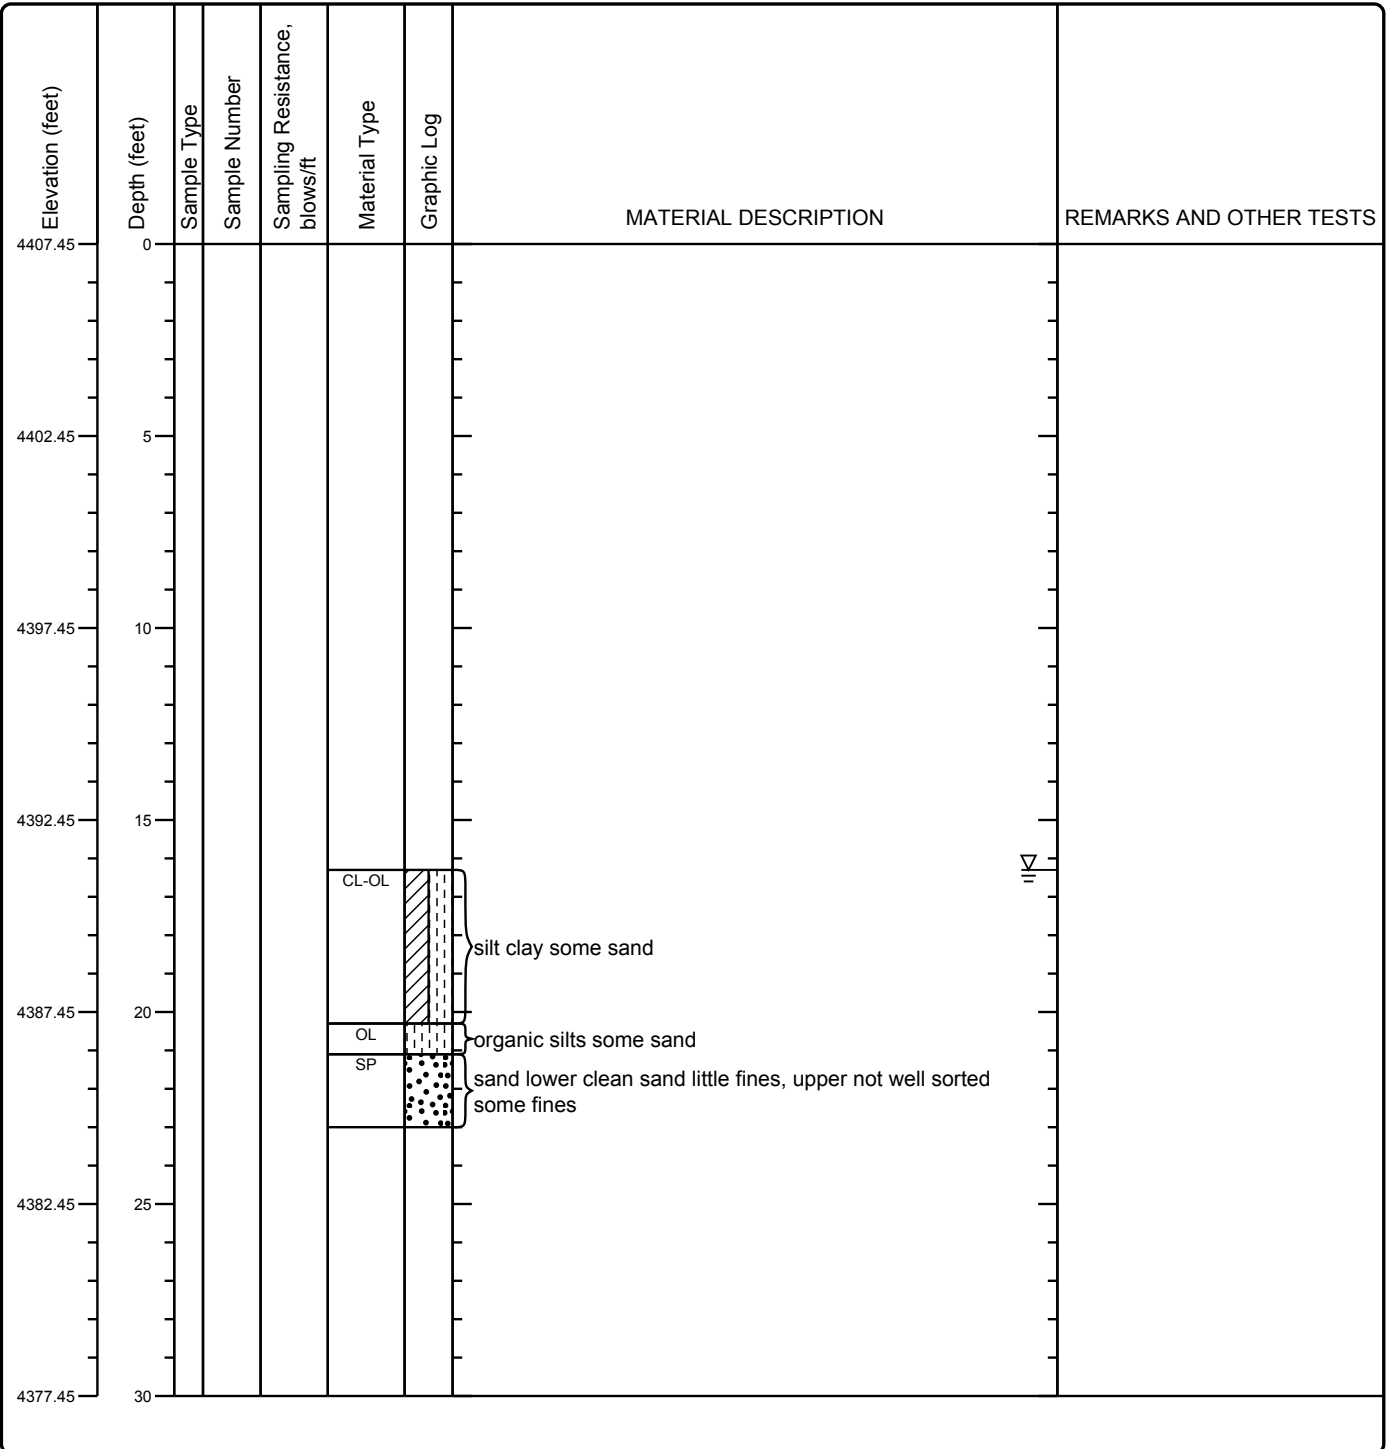 Elevation (feet)
Depth (feet)
Sample Type
Sample Number
Sampling Resistance,
blows/ft
Material Type
Graphic Log
MATERIAL DESCRIPTION
REMARKS AND OTHER TESTS
4407.45
0
4402.45
5
4397.45
10
4392.45
15
CL-OL
silt clay some sand
4387.45
20
OL
organic silts some sand
SP
sand lower clean sand little fines, upper not well sorted
some fines
4382.45
25
4377.45
30